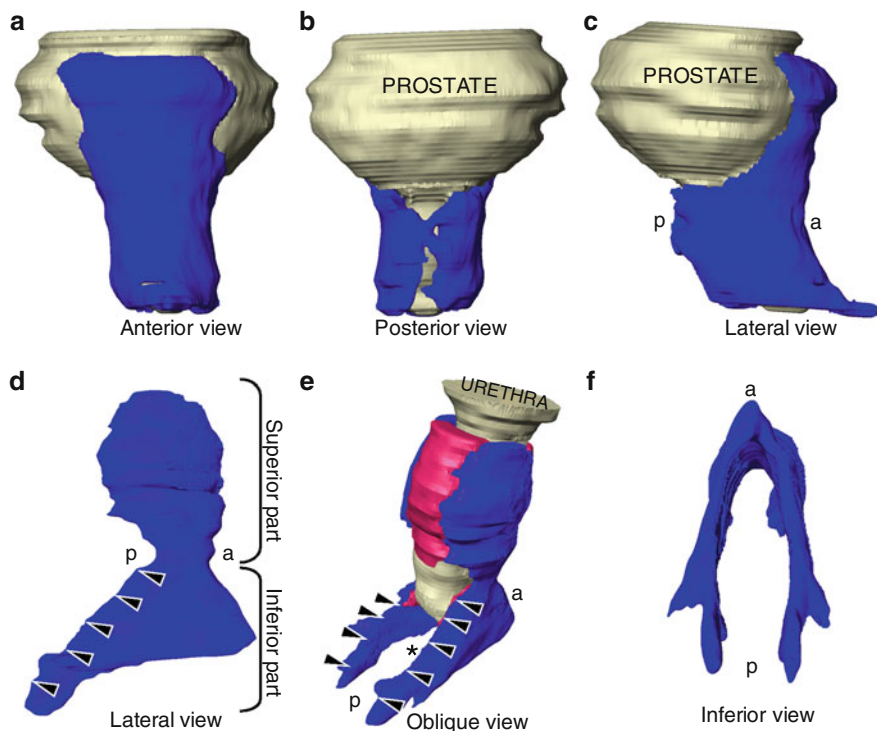 a
b
c
PROSTATE
PROSTATE
p
a
Anterior view
Posterior view
Lateral view
d
e
f
URETHRA
Superior part
Inferior part
p
a
a
*
p
a
p
Lateral view
Oblique view
Inferior view